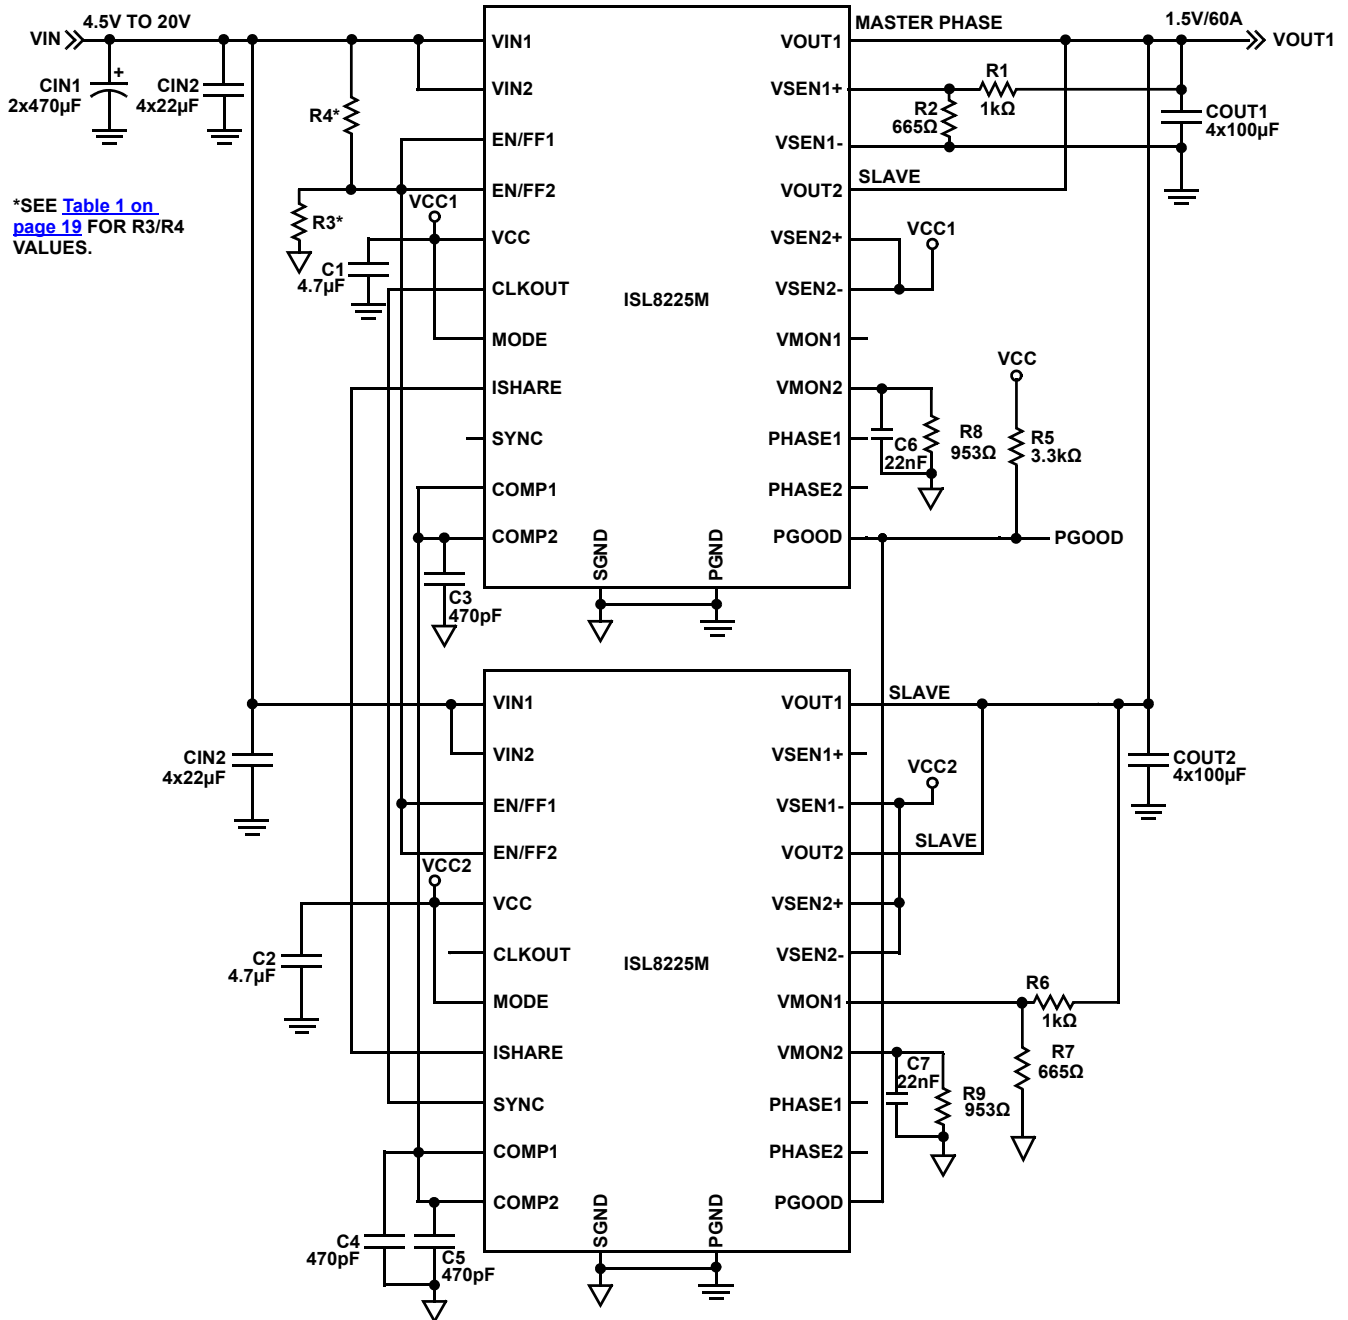 4.5V TO 20V
VIN
CIN1
+
2x470µF
CIN2
4x22µF
R4*
*SEE Table 1 on
page 19 FOR R3/R4
VALUES.
R3*
VCC1
C1
4.7µF
VIN1
VIN2
EN/FF1
EN/FF2
VCC
CLKOUT
MODE
ISHARE
SYNC
COMP1
COMP2
C3
470pF
ISL8225M
SGND
PGND
VOUT1
VSEN1+
VSEN1-
VOUT2
VSEN2+
VSEN2-
VMON1
VMON2
PHASE1
PHASE2
PGOOD
MASTER PHASE
1.5V/60A
VOUT1
R1
1kΩ
R2
665Ω
COUT1
4x100µF
SLAVE
VCC1
VCC
C6
22nF
R8
953Ω
R5
3.3kΩ
PGOOD
CIN2
4x22µF
VCC2
C2
4.7µF
VIN1
VIN2
EN/FF1
EN/FF2
VCC
CLKOUT
MODE
ISHARE
SYNC
COMP1
COMP2
C4
470pF
C5
470pF
ISL8225M
SGND
PGND
VOUT1
VSEN1+
VSEN1-
VOUT2
VSEN2+
VSEN2-
VMON1
VMON2
PHASE1
PHASE2
PGOOD
SLAVE
VCC2
SLAVE
COUT2
4x100µF
R6
1kΩ
R7
665Ω
C7
22nF
R9
953Ω